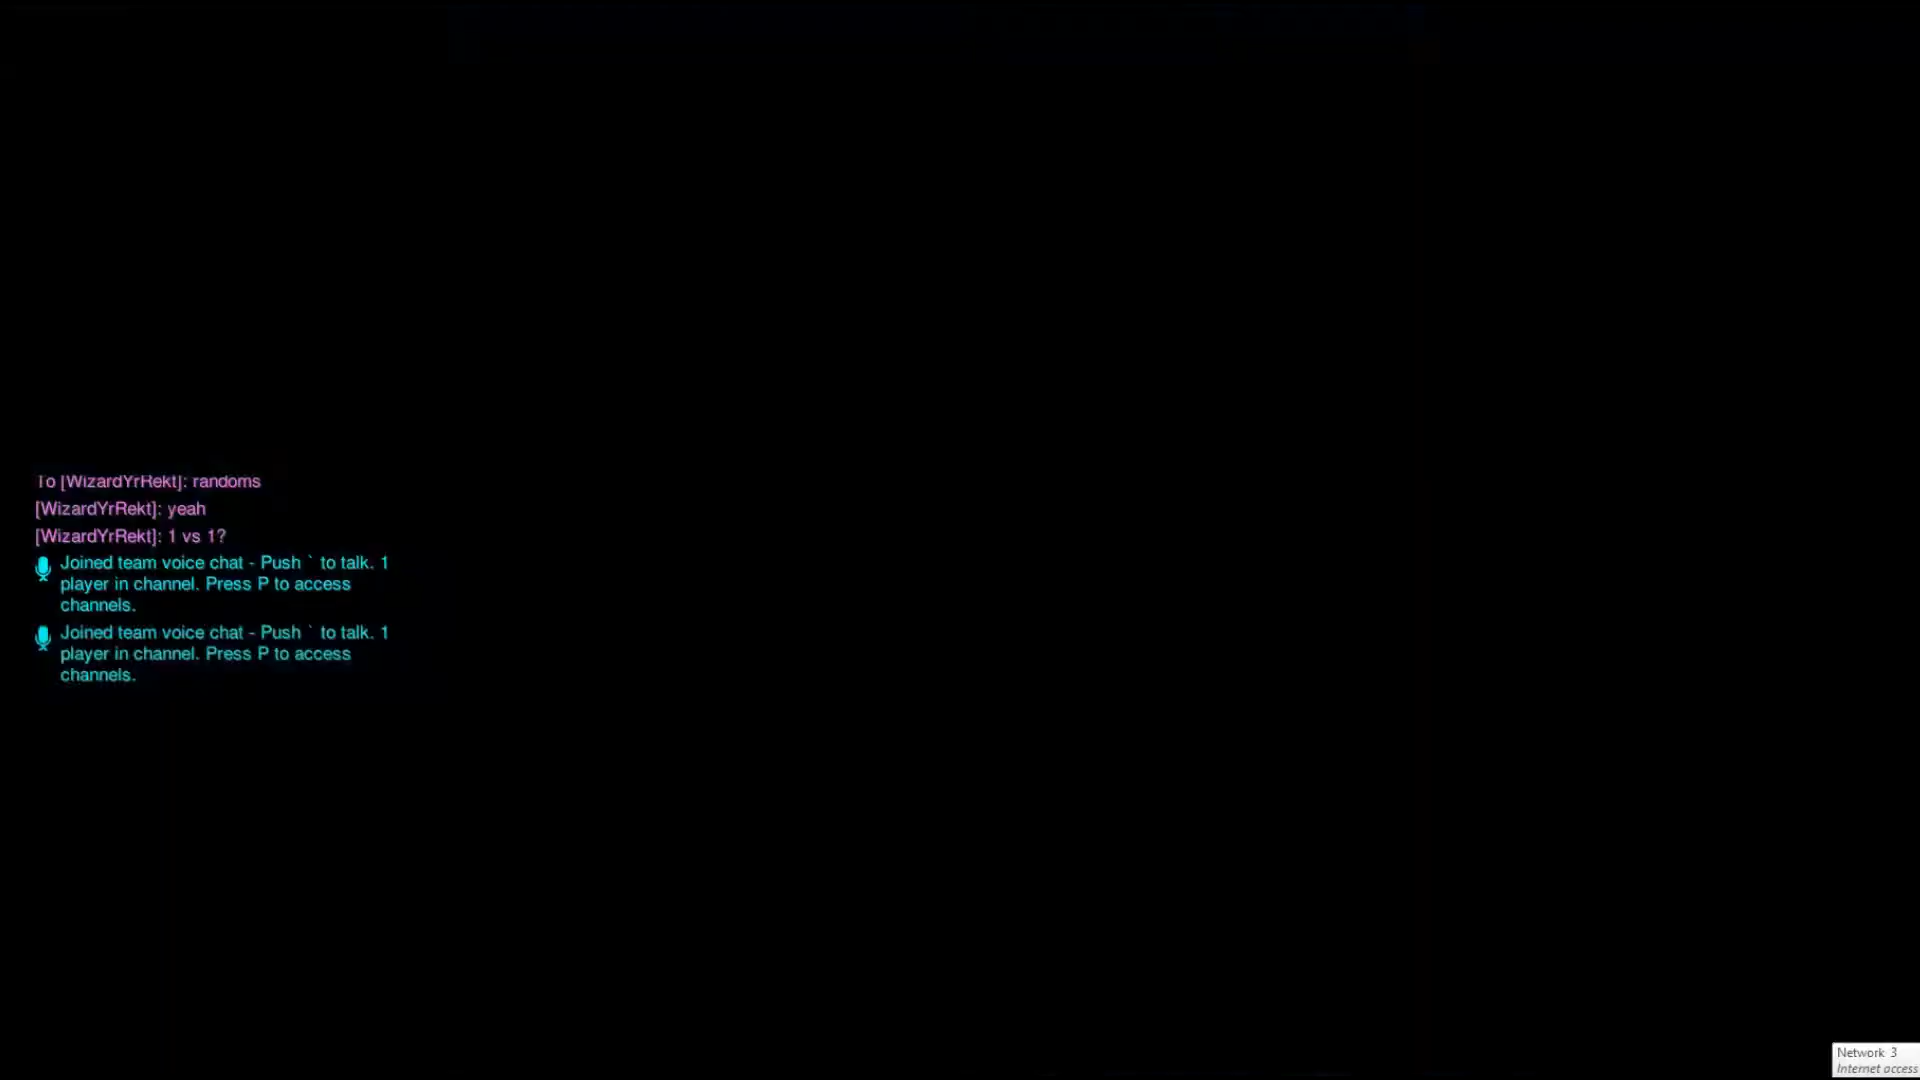 To [WizardYrRekt]: randoms
[WizardYrRekt]: yeah
[WizardYrRekt]: 1 vs 1?
Joined team voice chat - Push ` to talk. 1
player in channel. Press P to access
channels.
Joined team voice chat - Push ` to talk. 1
player in channel. Press P to access
channels.
Network 3
Internet access